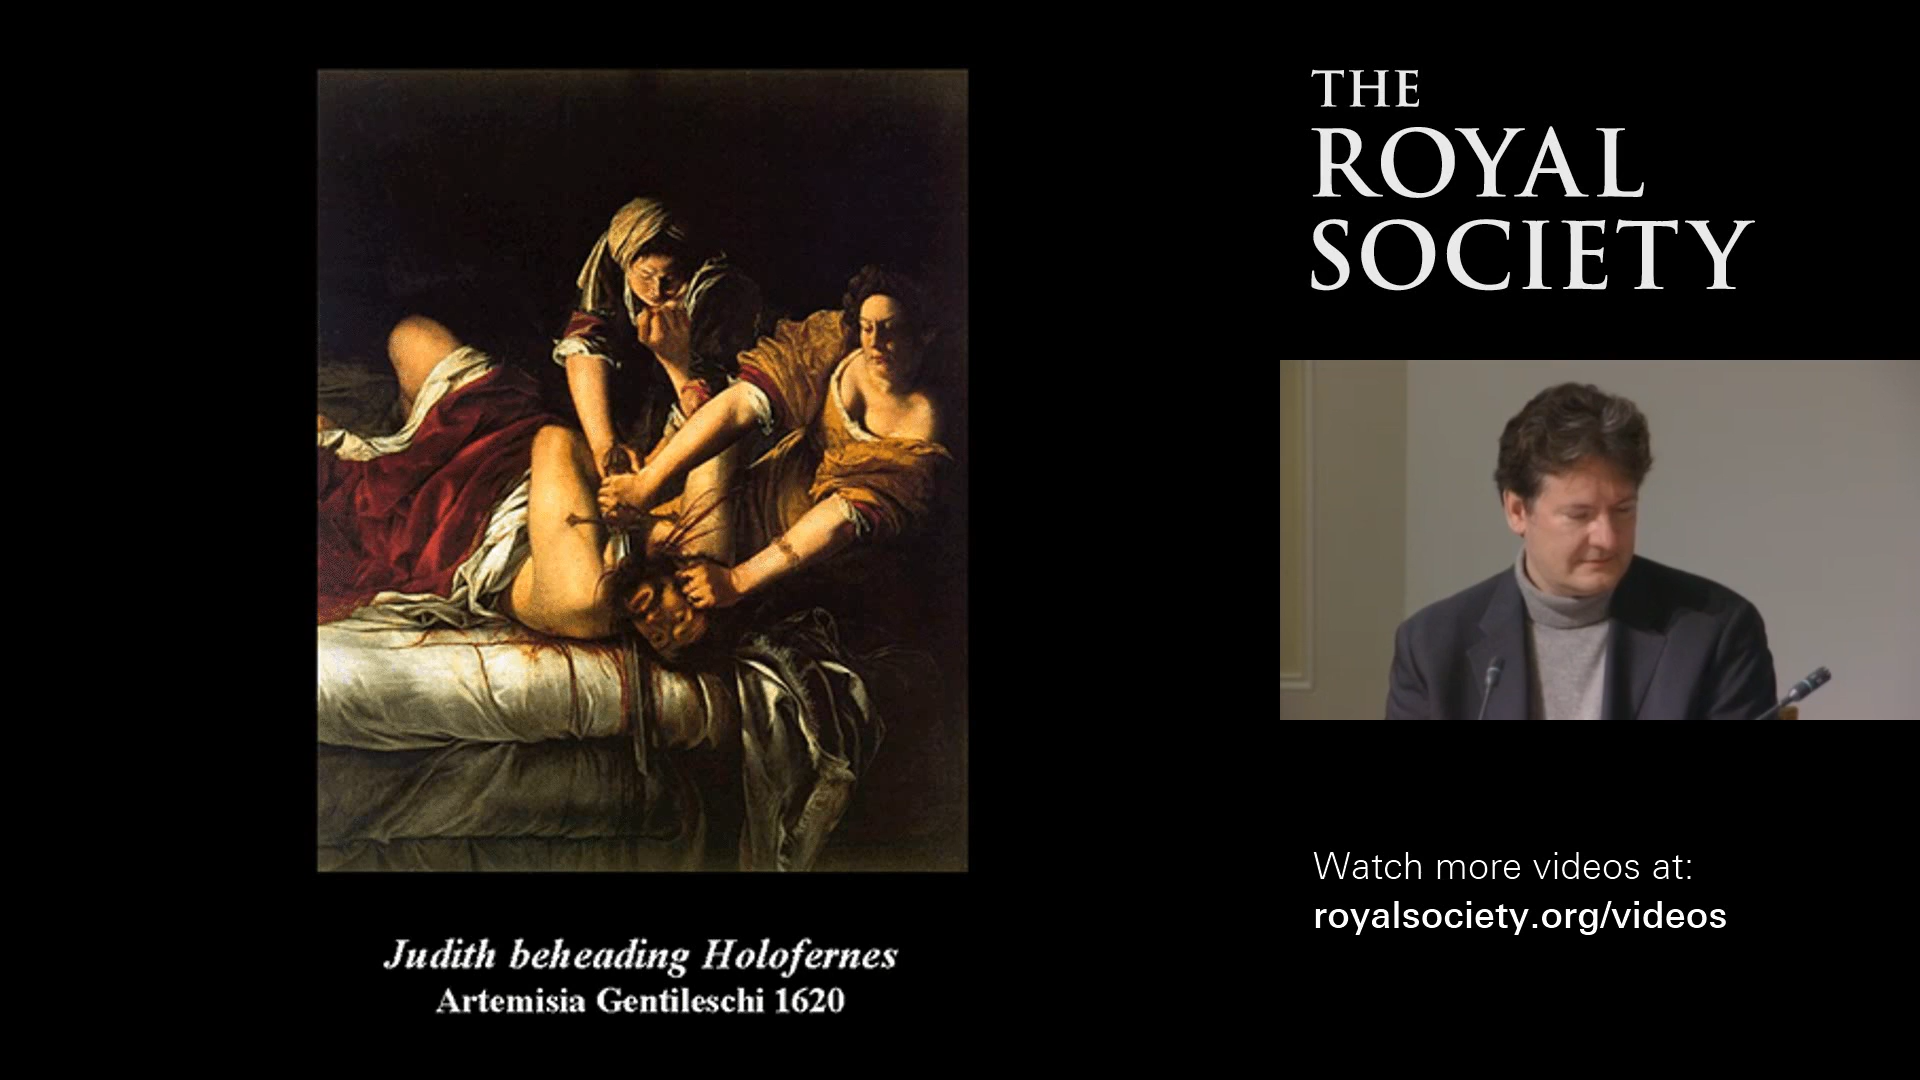 THE
ROYAL
SOCIETY
Judith beheading Holofernes
Artemisia Gentileschi 1620
Watch more videos at:
royalsociety.org/videos